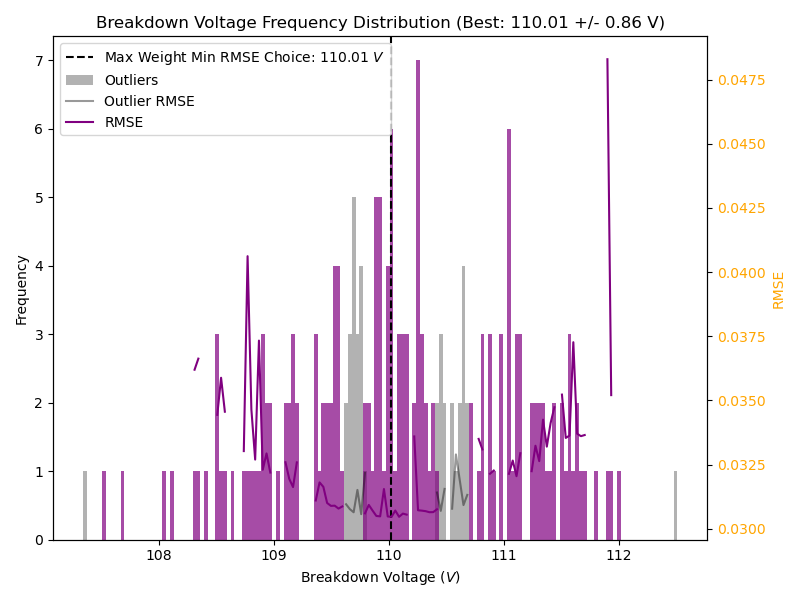 Breakdown Voltage Frequency Distribution (Best: 110.01 +/- 0.86 V)
Max Weight Min RMSE Choice: 110.01 V
Outliers
Outlier RMSE
RMSE
7
6
5
4
3
2
1
0
Frequency
0.0475
0.0450
0.0425
0.0400
0.0375
0.0350
0.0325
0.0300
RMSE
108 109 110 111 112
Breakdown Voltage (V)